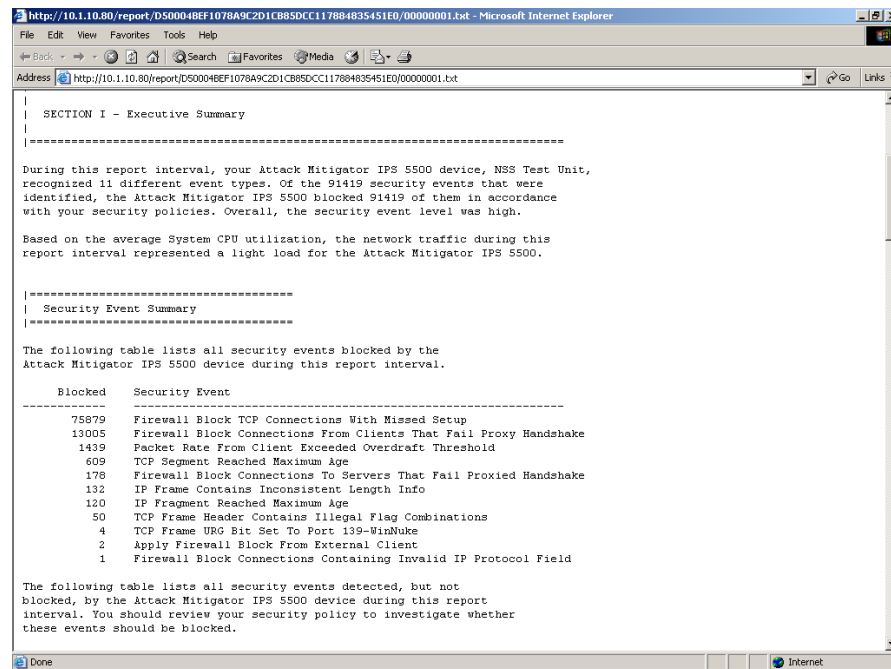 http://10.1.10.80/report/D50004BEF1078A9C2D1CB85DCC117884835451E0/00000001.txt - Microsoft Internet Explorer
File Edit View Favorites Tools Help
Back Search Favorites Media
Address http://10.1.10.80/report/D50004BEF1078A9C2D1CB85DCC117884835451E0/00000001.txt Go Links
|
| SECTION I - Executive Summary
|
|=============================================================================
During this report interval, your Attack Mitigator IPS 5500 device, NSS Test Unit,
recognized 11 different event types. Of the 91419 security events that were
identified, the Attack Mitigator IPS 5500 blocked 91419 of them in accordance
with your security policies. Overall, the security event level was high.
Based on the average System CPU utilization, the network traffic during this
report interval represented a light load for the Attack Mitigator IPS 5500.
|======================================
| Security Event Summary
|======================================
The following table lists all security events blocked by the
Attack Mitigator IPS 5500 device during this report interval.
Blocked Security Event
------------ --------------------------------------------------------------
75879 Firewall Block TCP Connections With Missed Setup
13005 Firewall Block Connections From Clients That Fail Proxy Handshake
1439 Packet Rate From Client Exceeded Overdraft Threshold
609 TCP Segment Reached Maximum Age
178 Firewall Block Connections To Servers That Fail Proxied Handshake
132 IP Frame Contains Inconsistent Length Info
120 IP Fragment Reached Maximum Age
50 TCP Frame Header Contains Illegal Flag Combinations
4 TCP Frame URG Bit Set To Port 139-WinNuke
2 Apply Firewall Block From External Client
1 Firewall Block Connections Containing Invalid IP Protocol Field
The following table lists all security events detected, but not
blocked, by the Attack Mitigator IPS 5500 device during this report
interval. You should review your security policy to investigate whether
these events should be blocked.
Done Internet